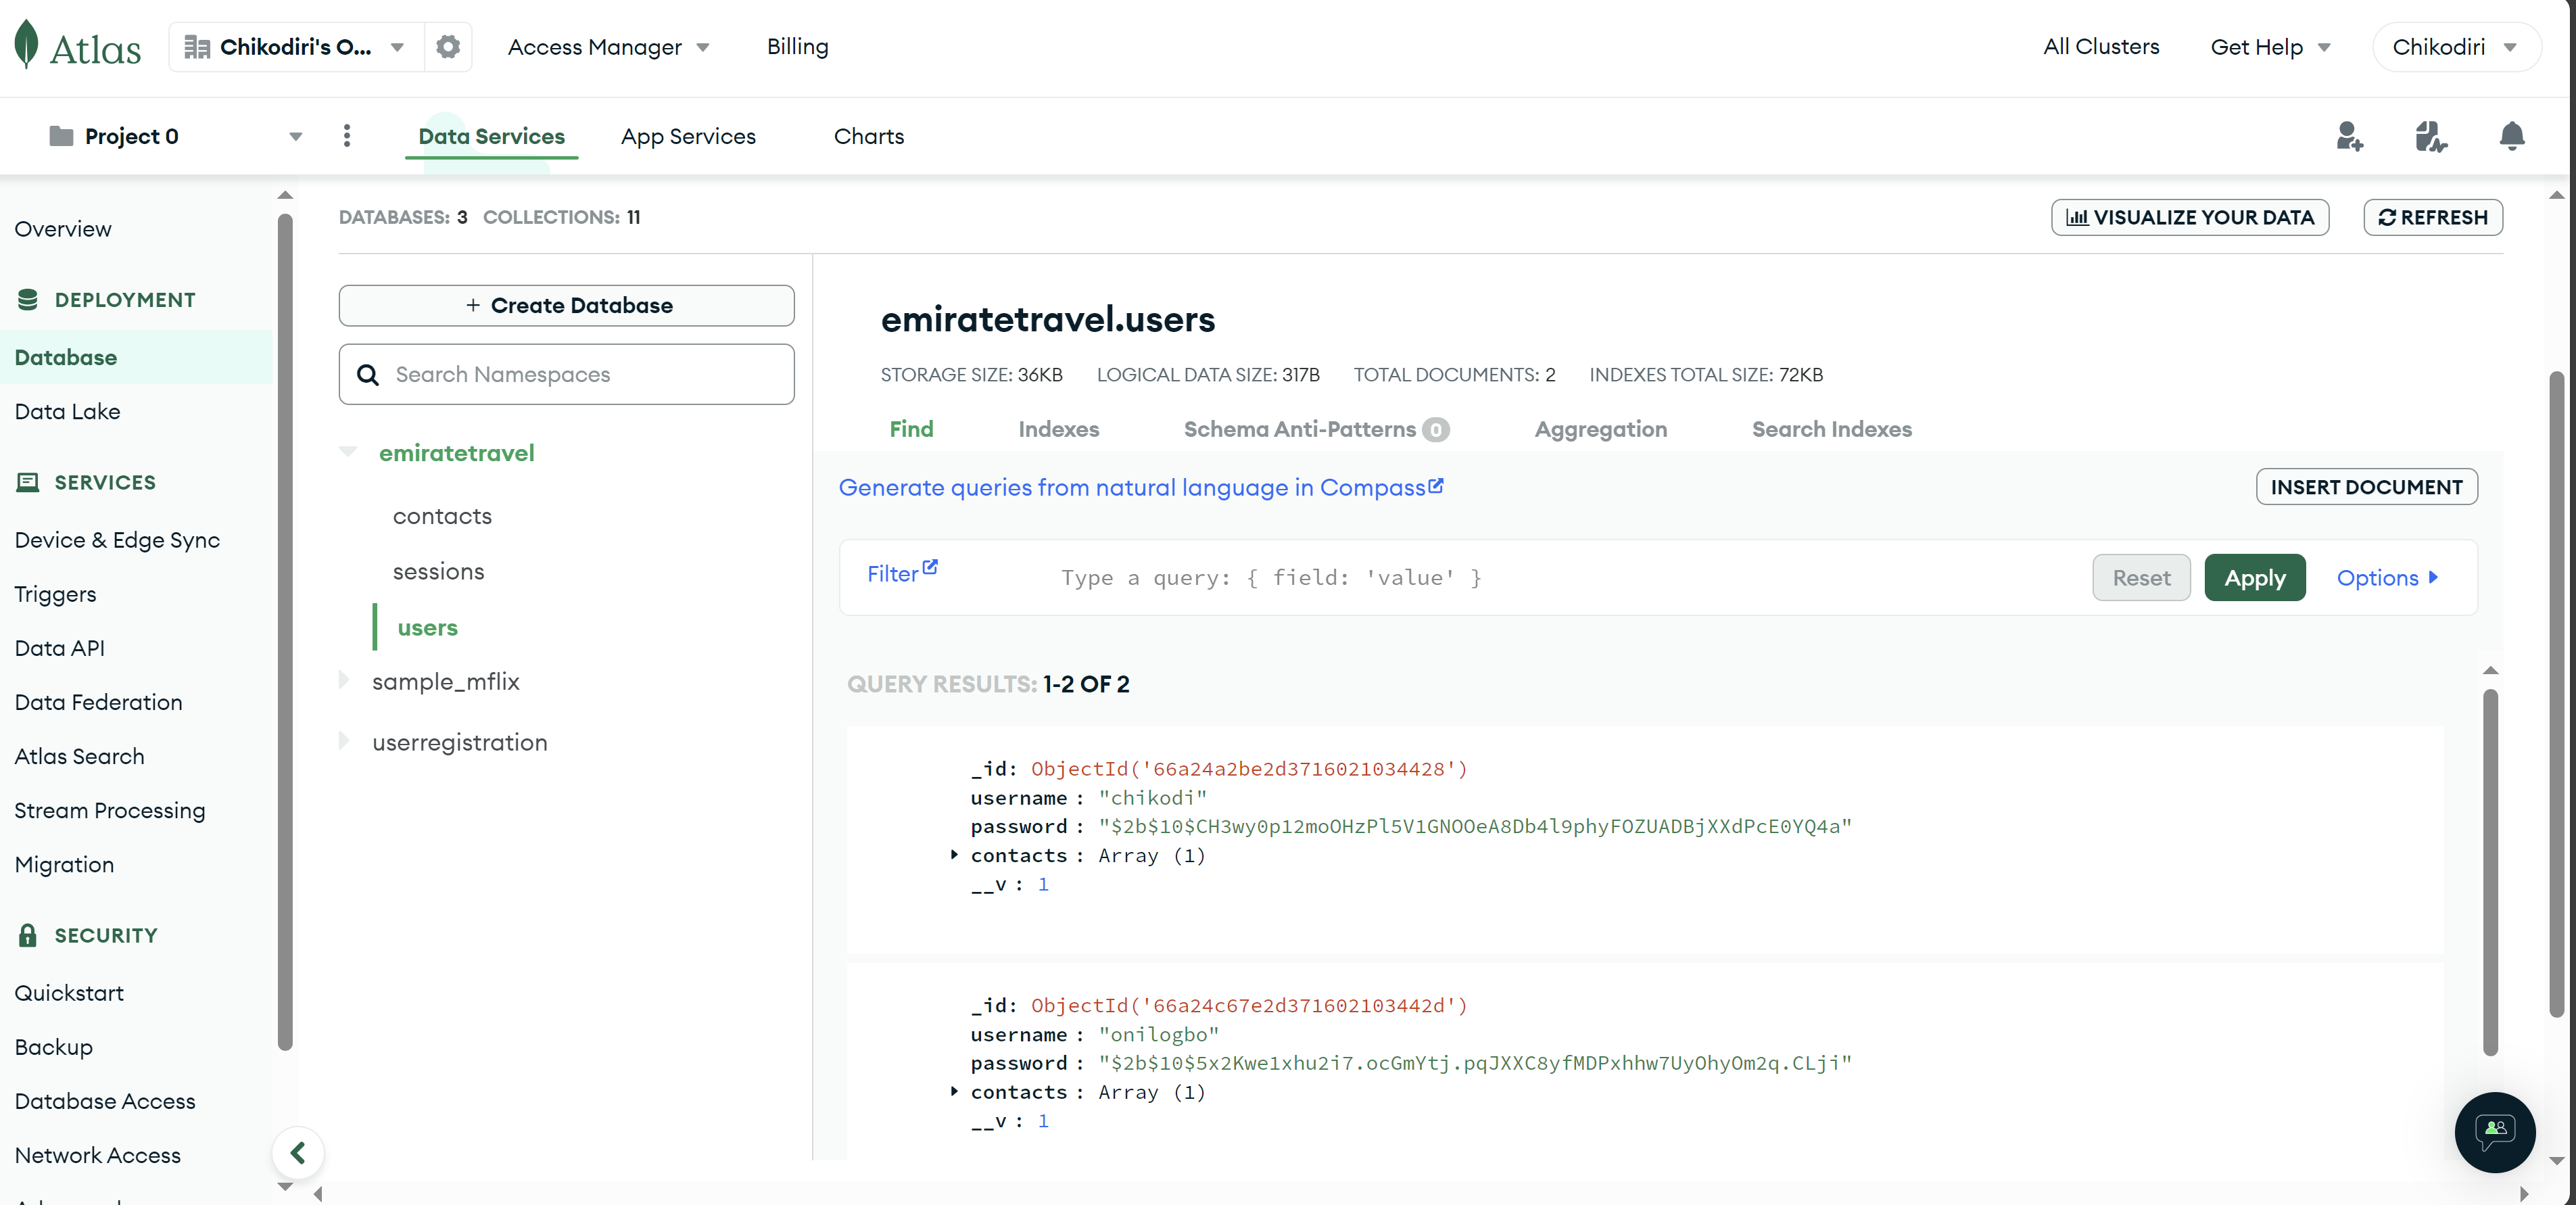 Atlas
Chikodiri's O...
Access Manager
Billing
All Clusters
Get Help
Chikodiri
Project 0
Data Services
App Services
Charts
Overview
DEPLOYMENT
Database
Data Lake
SERVICES
Device & Edge Sync
Triggers
Data API
Data Federation
Atlas Search
Stream Processing
Migration
SECURITY
Quickstart
Backup
Database Access
Network Access
DATABASES: 3 COLLECTIONS: 11
VISUALIZE YOUR DATA
REFRESH
+ Create Database
Search Namespaces
emiratetravel
contacts
sessions
users
sample_mflix
userregistration
emiratetravel.users
STORAGE SIZE: 36KB LOGICAL DATA SIZE: 317B TOTAL DOCUMENTS: 2 INDEXES TOTAL SIZE: 72KB
Find Indexes Schema Anti-Patterns 0 Aggregation Search Indexes
Generate queries from natural language in Compass
INSERT DOCUMENT
Filter
Type a query: { field: 'value' }
Reset
Apply
Options
QUERY RESULTS: 1-2 OF 2
_id: ObjectId('66a24a2be2d3716021034428')
username : "chikodi"
password : "$2b$10$CH3wy0p12moOHzPl5V1GNOOeA8Db4l9phyFOZUADBjXXdPcE0YQ4a"
contacts : Array (1)
__v : 1
_id: ObjectId('66a24c67e2d371602103442d')
username : "onilogbo"
password : "$2b$10$5x2Kwe1xhu2i7.ocGmYtj.pqJXXC8yfMDPxhhw7UyOhyOm2q.CLji"
contacts : Array (1)
__v : 1